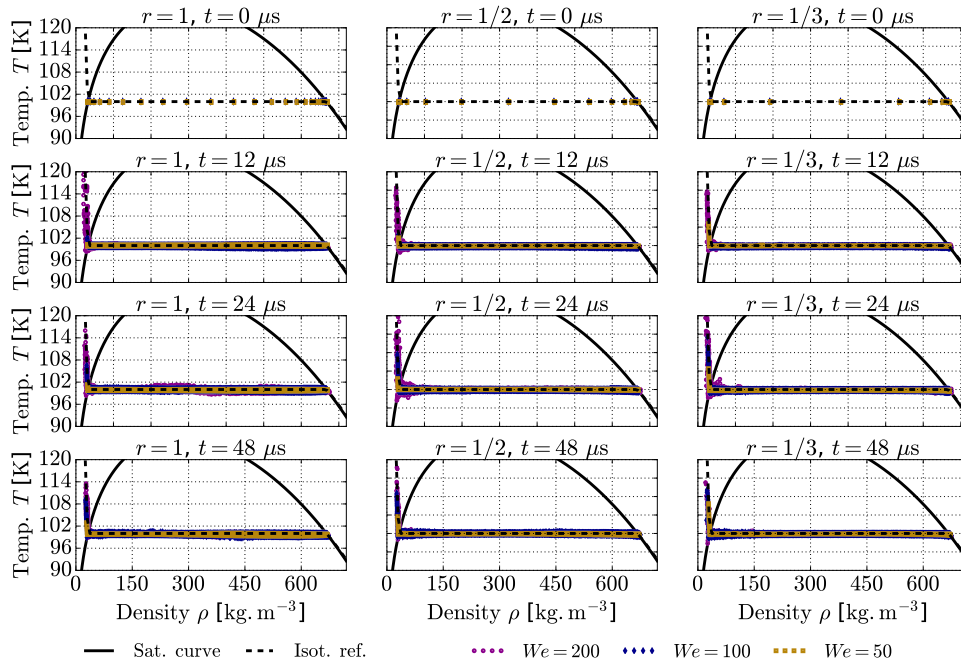 r = 1, t = 0 μs
r = 1/2, t = 0 μs
r = 1/3, t = 0 μs
Temp. T [K]
120
114
108
102
96
90
r = 1, t = 12 μs
r = 1/2, t = 12 μs
r = 1/3, t = 12 μs
Temp. T [K]
120
114
108
102
96
90
r = 1, t = 24 μs
r = 1/2, t = 24 μs
r = 1/3, t = 24 μs
Temp. T [K]
120
114
108
102
96
90
r = 1, t = 48 μs
r = 1/2, t = 48 μs
r = 1/3, t = 48 μs
Temp. T [K]
120
114
108
102
96
90
0 150 300 450 600
0 150 300 450 600
0 150 300 450 600
Density ρ [kg.m⁻³]
Density ρ [kg.m⁻³]
Density ρ [kg.m⁻³]
Sat. curve Isot. ref. We = 200 We = 100 We = 50